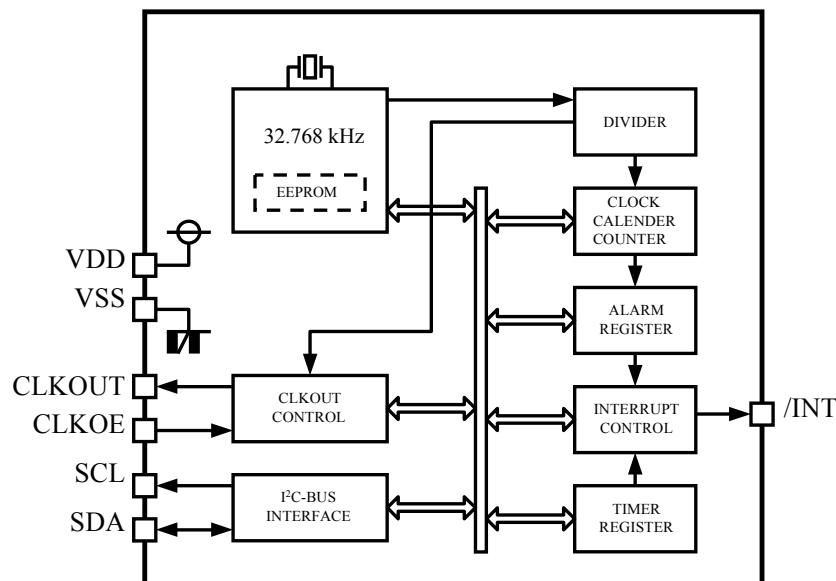 32.768 kHz
EEPROM
DIVIDER
CLOCK
CALENDER
COUNTER
VDD
VSS
ALARM
REGISTER
CLKOUT
CLKOE
CLKOUT
CONTROL
INTERRUPT
CONTROL
/INT
SCL
SDA
I²C-BUS
INTERFACE
TIMER
REGISTER